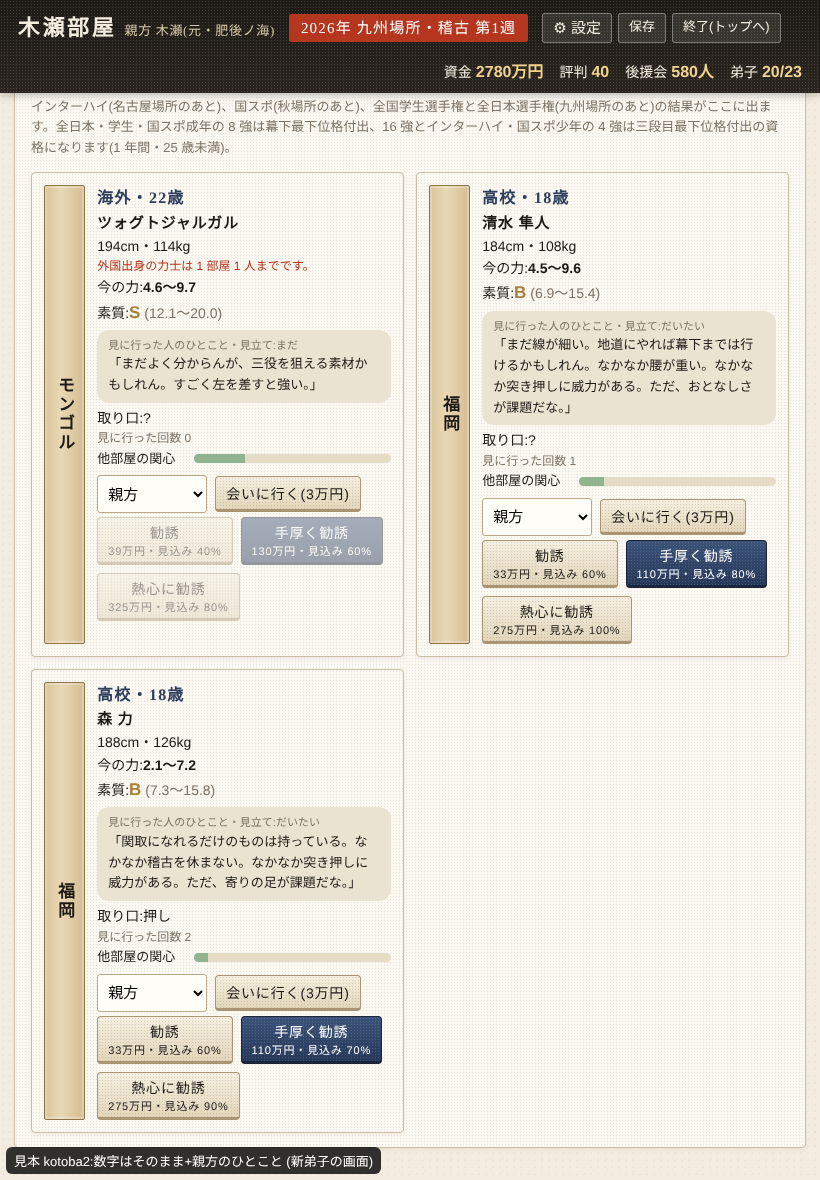 木瀬部屋 親方 木瀬(元・肥後ノ海) 2026年 九州場所・稽古 第1週 ⚙ 設定 保存 終了(トップへ)
資金 2780万円 評判 40 後援会 580人 弟子 20/23
インターハイ(名古屋場所のあと)、国スポ(秋場所のあと)、全国学生選手権と全日本選手権(九州場所のあと)の結果がここに出ま
す。全日本・学生・国スポ成年の 8 強は幕下最下位格付出、16 強とインターハイ・国スポ少年の 4 強は三段目最下位格付出の資
格になります(1 年間・25 歳未満)。
モンゴル
海外・22歳
ツォグトジャルガル
194cm・114kg
外国出身の力士は 1 部屋 1 人までです。
今の力:4.6〜9.7
素質:S (12.1〜20.0)
見に行った人のひとこと・見立て:まだ
「まだよく分からんが、三役を狙える素材か
もしれん。すごく左を差すと強い。」
取り口:?
見に行った回数 0
他部屋の関心
親方 会いに行く(3万円)
勧誘 手厚く勧誘
39万円・見込み 40% 130万円・見込み 60%
熱心に勧誘
325万円・見込み 80%
福岡
高校・18歳
清水 隼人
184cm・108kg
今の力:4.5〜9.6
素質:B (6.9〜15.4)
見に行った人のひとこと・見立て:だいたい
「まだ線が細い。地道にやれば幕下までは行
けるかもしれん。なかなか腰が重い。なかな
か突き押しに威力がある。ただ、おとなしさ
が課題だな。」
取り口:?
見に行った回数 1
他部屋の関心
親方 会いに行く(3万円)
勧誘 手厚く勧誘
33万円・見込み 60% 110万円・見込み 80%
熱心に勧誘
275万円・見込み 100%
福岡
高校・18歳
森 力
188cm・126kg
今の力:2.1〜7.2
素質:B (7.3〜15.8)
見に行った人のひとこと・見立て:だいたい
「関取になれるだけのものは持っている。な
かなか稽古を休まない。なかなか突き押しに
威力がある。ただ、寄りの足が課題だな。」
取り口:押し
見に行った回数 2
他部屋の関心
親方 会いに行く(3万円)
勧誘 手厚く勧誘
33万円・見込み 60% 110万円・見込み 70%
熱心に勧誘
275万円・見込み 90%
見本 kotoba2:数字はそのまま+親方のひとこと (新弟子の画面)